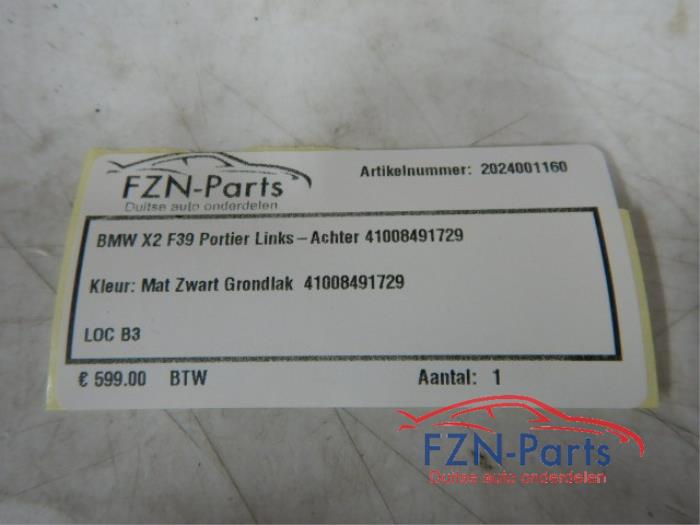 FZN-Parts
Duitse auto onderdelen
Artikelnummer: 2024001160
BMW X2 F39 Portier Links-Achter 41008491729
Kleur: Mat Zwart Grondlak 41008491729
LOC B3
€ 599.00 BTW
Aantal: 1
FZN-Parts
Duitse auto onderdelen